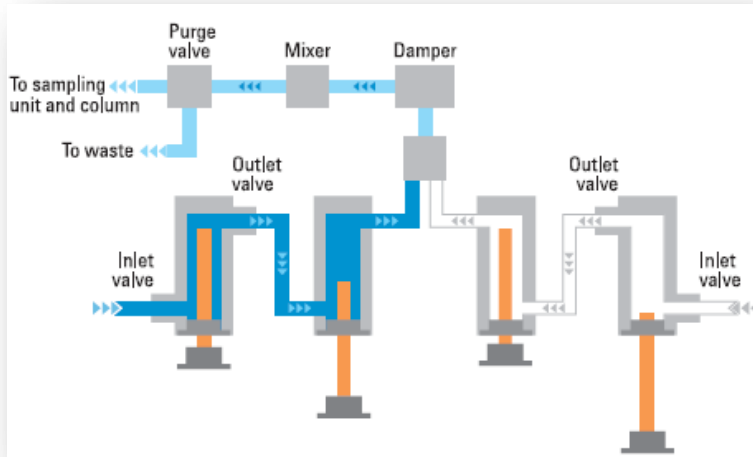 Purge
valve
Mixer
Damper
To sampling
unit and column
To waste
Outlet
valve
Outlet
valve
Inlet
valve
Inlet
valve